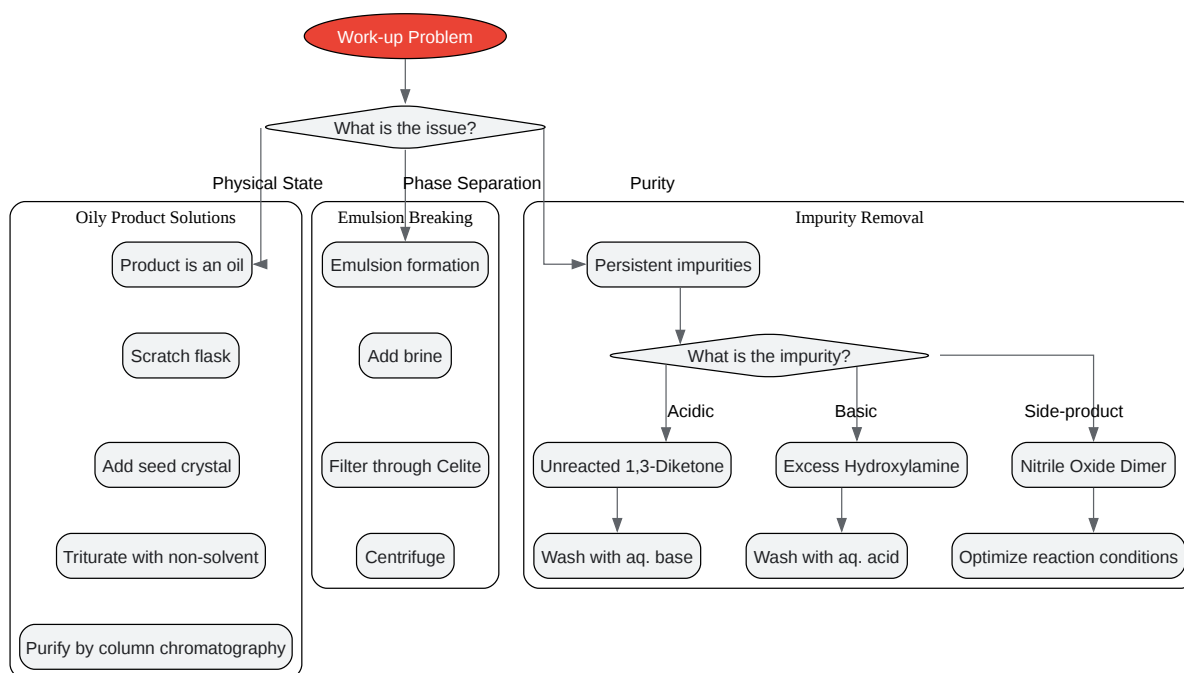 Work-up Problem
What is the issue?
Physical State
Phase Separation
Purity
Oily Product Solutions
Emulsion Breaking
Impurity Removal
Product is an oil
Emulsion formation
Persistent impurities
Scratch flask
Add brine
What is the impurity?
Acidic
Basic
Side-product
Add seed crystal
Filter through Celite
Unreacted 1,3-Diketone
Excess Hydroxylamine
Nitrile Oxide Dimer
Triturate with non-solvent
Centrifuge
Wash with aq. base
Wash with aq. acid
Optimize reaction conditions
Purify by column chromatography